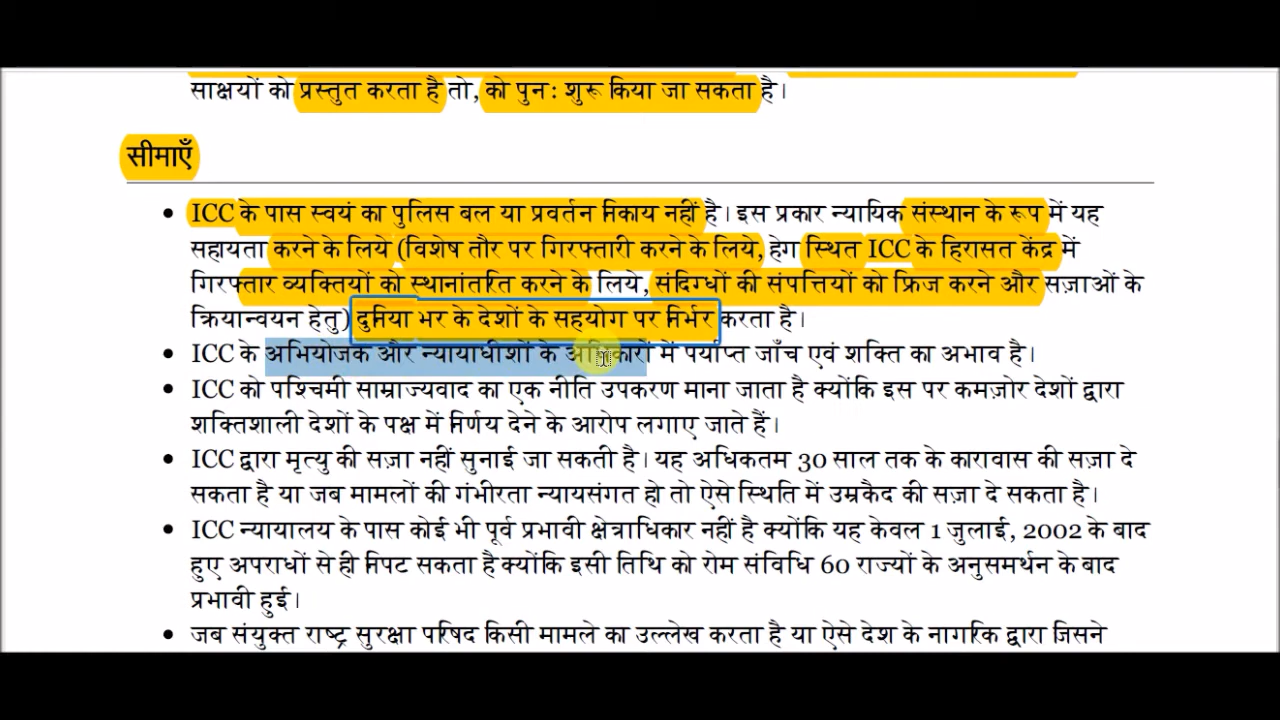 साक्षयों को प्रस्तुत करता है तो, को पुनः शुरू किया जा सकता है।
सीमाएँ
ICC के पास स्वयं का पुलिस बल या प्रवर्तन निकाय नहीं है। इस प्रकार न्यायिक संस्थान के रूप में यह
सहायता करने के लिये (विशेष तौर पर गिरफ्तारी करने के लिये, हेग स्थित ICC के हिरासत केंद्र में
गिरफ्तार व्यक्तियों को स्थानांतरित करने के लिये, संदिग्धों की संपत्तियों को फ्रिज करने और सज़ाओं के
क्रियान्वयन हेतु) दुनिया भर के देशों के सहयोग पर निर्भर करता है।
ICC के अभियोजक और न्यायाधीशों के अधिकारों में पर्याप्त जाँच एवं शक्ति का अभाव है।
ICC को पश्चिमी साम्राज्यवाद का एक नीति उपकरण माना जाता है क्योंकि इस पर कमज़ोर देशों द्वारा
शक्तिशाली देशों के पक्ष में निर्णय देने के आरोप लगाए जाते हैं।
ICC द्वारा मृत्यु की सज़ा नहीं सुनाई जा सकती है। यह अधिकतम 30 साल तक के कारावास की सज़ा दे
सकता है या जब मामलों की गंभीरता न्यायसंगत हो तो ऐसे स्थिति में उम्रकैद की सज़ा दे सकता है।
ICC न्यायालय के पास कोई भी पूर्व प्रभावी क्षेत्राधिकार नहीं है क्योंकि यह केवल 1 जुलाई, 2002 के बाद
हुए अपराधों से ही निपट सकता है क्योंकि इसी तिथि को रोम संविधि 60 राज्यों के अनुसमर्थन के बाद
प्रभावी हुई।
जब संयुक्त राष्ट्र सुरक्षा परिषद किसी मामले का उल्लेख करता है या ऐसे देश के नागरिक द्वारा जिसने